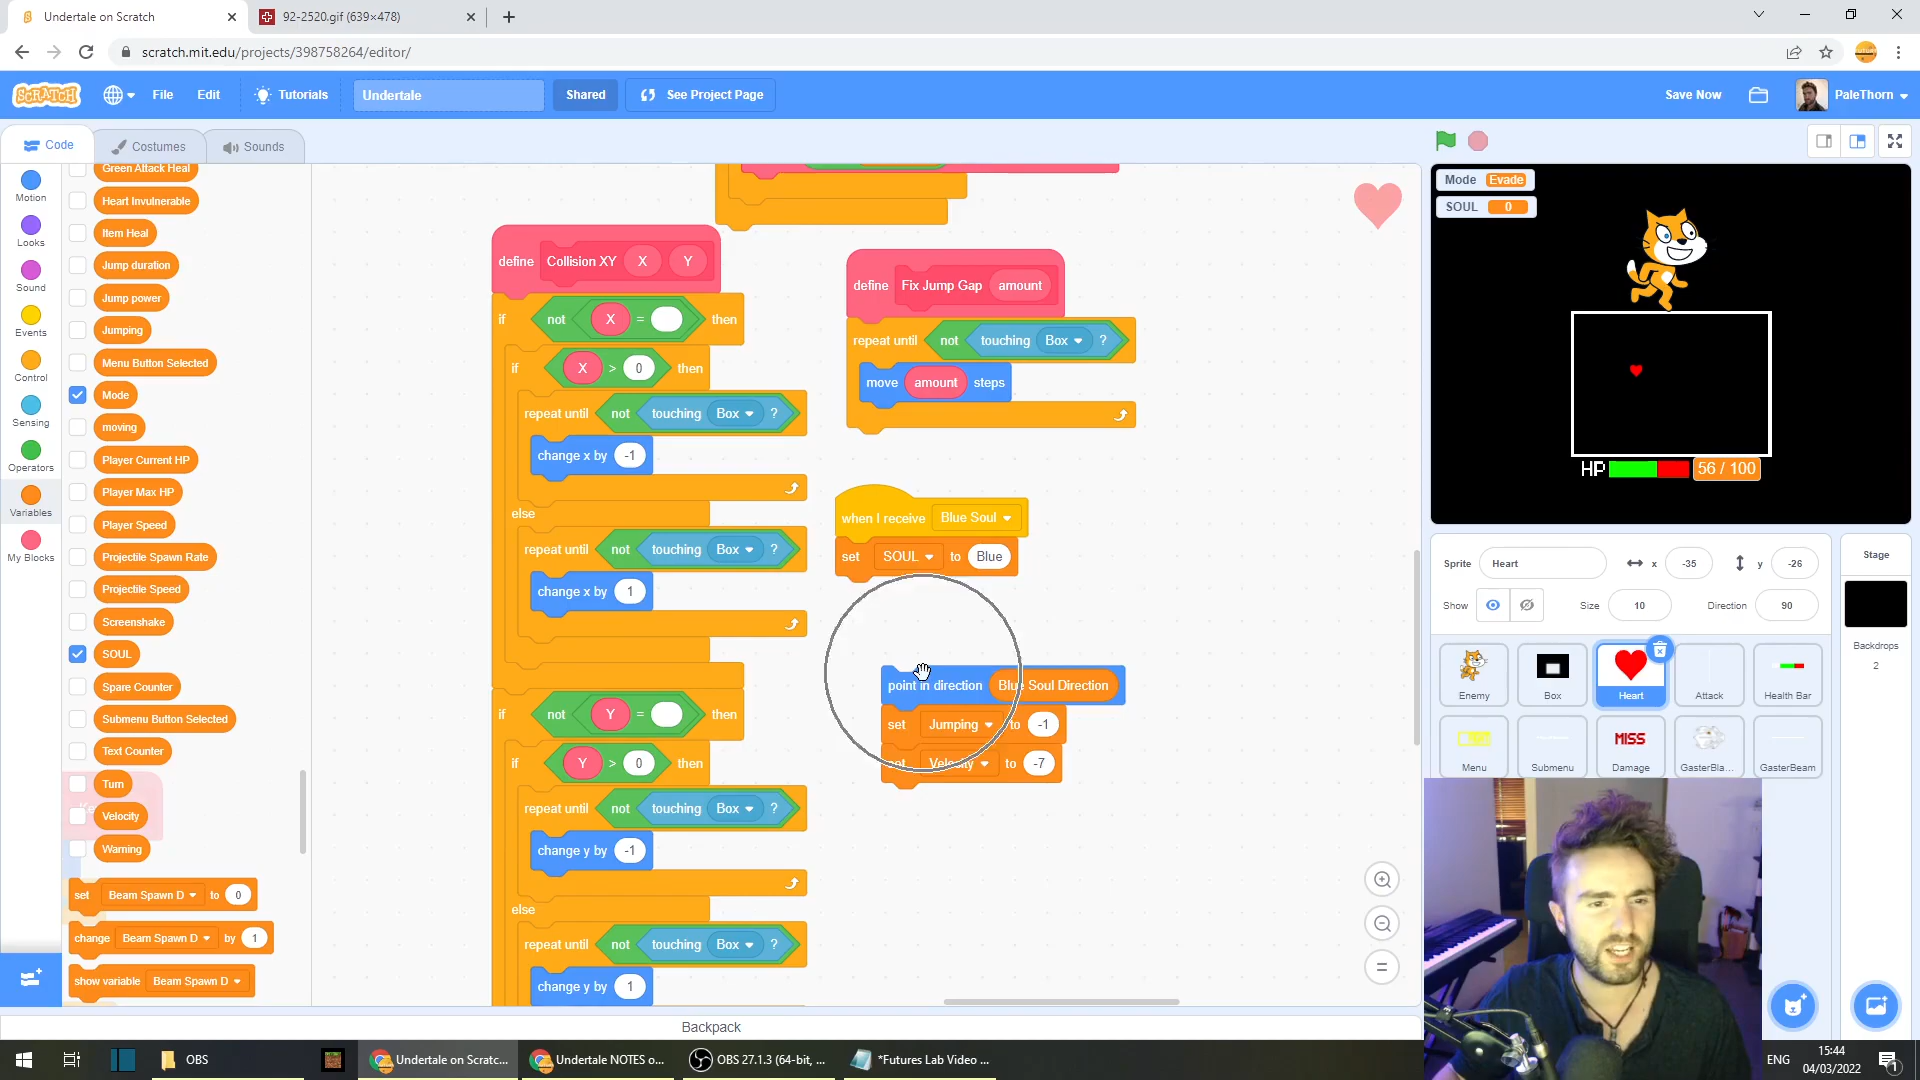 Undertale on Scratch
92-2520.gif (639×478)
scratch.mit.edu/projects/398758264/editor/
SCRATCH
File
Edit
Tutorials
Undertale
Shared
See Project Page
Save Now
PaleThorn
Code
Costumes
Sounds
Motion
Looks
Sound
Events
Control
Sensing
Operators
Variables
My Blocks
Green Attack Heal
Heart Invulnerable
Item Heal
Jump duration
Jump power
Jumping
Menu Button Selected
Mode
moving
Player Current HP
Player Max HP
Player Speed
Projectile Spawn Rate
Projectile Speed
Screenshake
SOUL
Spare Counter
Submenu Button Selected
Text Counter
Turn
Velocity
Warning
set Beam Spawn D to 0
change Beam Spawn D by 1
show variable Beam Spawn D
define Collision XY X Y
if not X = then
if X > 0 then
repeat until not touching Box ?
change x by -1
else
repeat until not touching Box ?
change x by 1
if not Y = then
if Y > 0 then
repeat until not touching Box ?
change y by -1
else
repeat until not touching Box ?
change y by 1
define Fix Jump Gap amount
repeat until not touching Box ?
move amount steps
when I receive Blue Soul
set SOUL to Blue
point in direction Blue Soul Direction
set Jumping to -1
set Velocity to -7
Mode Evade
SOUL 0
HP 56 / 100
Sprite Heart x -35 y -26
Show Size 10 Direction 90
Enemy
Box
Heart
Attack
Health Bar
Menu
Submenu
MISS
Damage
GasterBla...
GasterBeam
Stage
Backdrops
2
Backpack
OBS
Undertale on Scratc...
Undertale NOTES o...
OBS 27.1.3 (64-bit, ...
*Futures Lab Video ...
ENG
15:44
04/03/2022
1